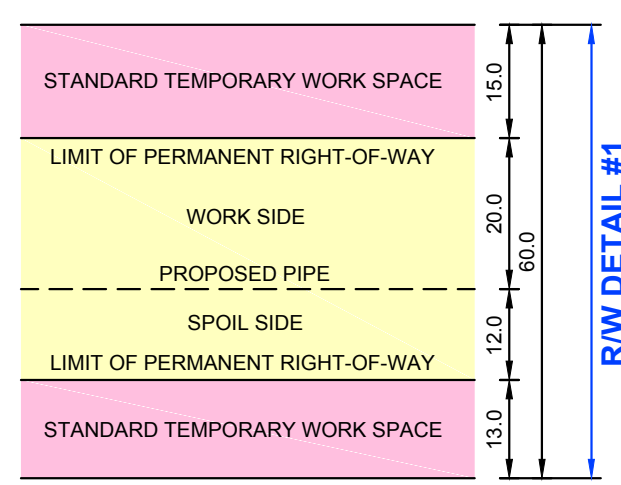 STANDARD TEMPORARY WORK SPACE
LIMIT OF PERMANENT RIGHT-OF-WAY
WORK SIDE
PROPOSED PIPE
SPOIL SIDE
LIMIT OF PERMANENT RIGHT-OF-WAY
STANDARD TEMPORARY WORK SPACE
15.0
20.0
12.0
13.0
60.0
R/W DETAIL #1